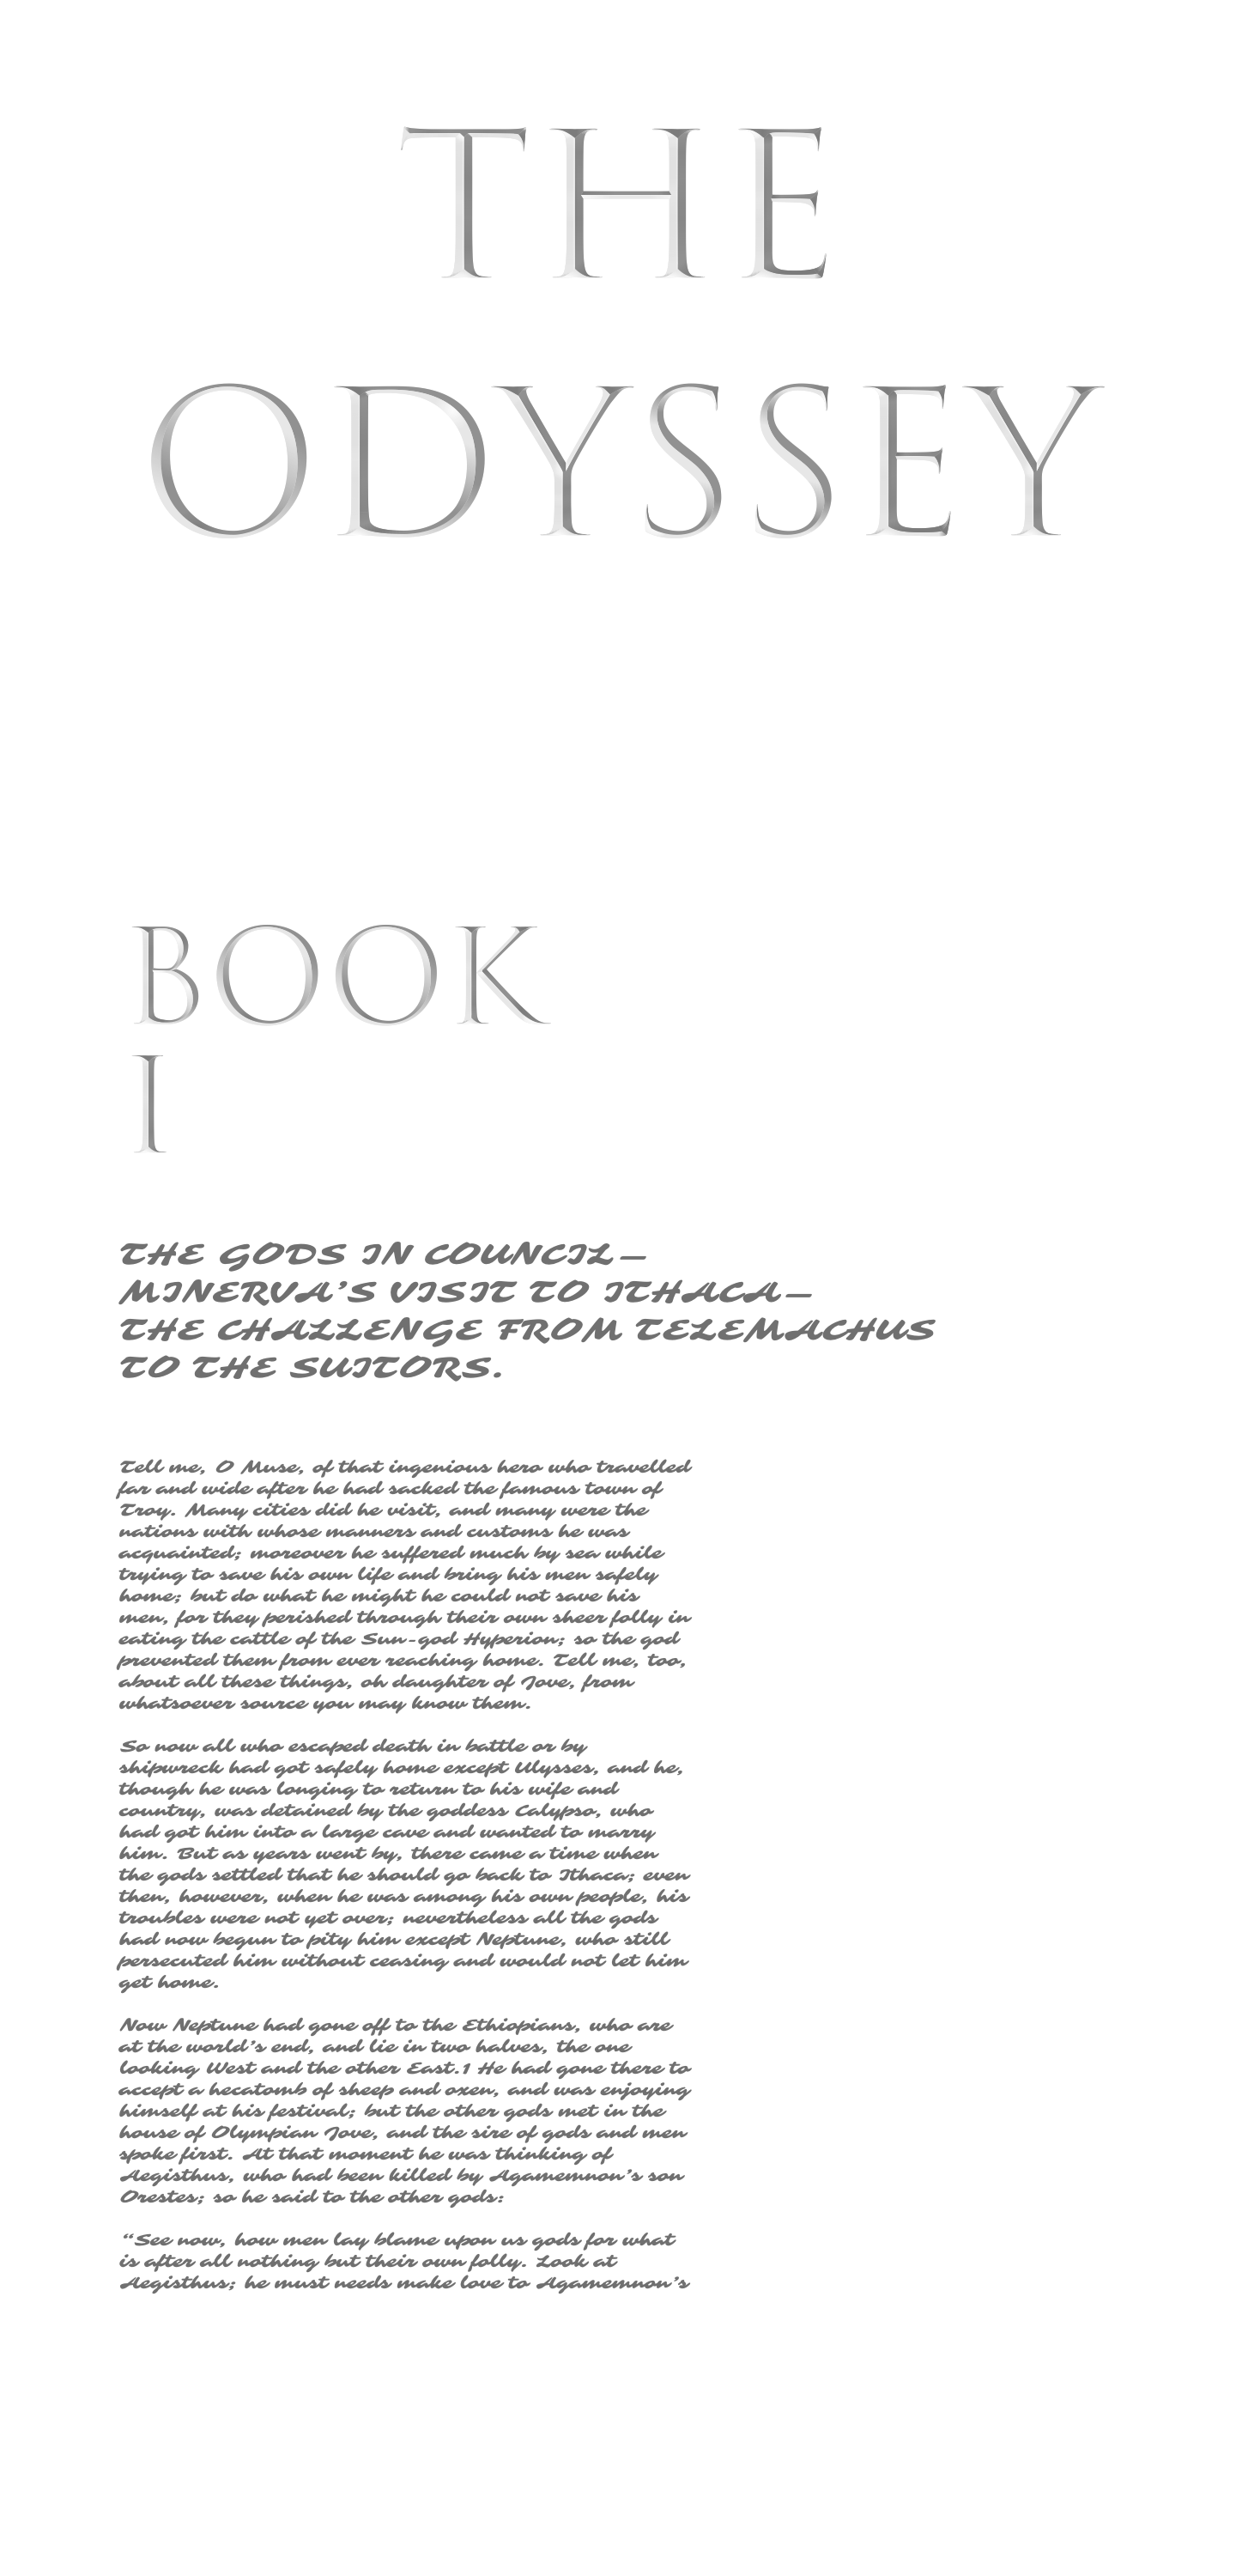 THE
ODYSSEY
BOOK
I
THE GODS IN COUNCIL—
MINERVA’S VISIT TO ITHACA—
THE CHALLENGE FROM TELEMACHUS
TO THE SUITORS.
Tell me, O Muse, of that ingenious hero who travelled
far and wide after he had sacked the famous town of
Troy. Many cities did he visit, and many were the
nations with whose manners and customs he was
acquainted; moreover he suffered much by sea while
trying to save his own life and bring his men safely
home; but do what he might he could not save his
men, for they perished through their own sheer folly in
eating the cattle of the Sun-god Hyperion; so the god
prevented them from ever reaching home. Tell me, too,
about all these things, oh daughter of Jove, from
whatsoever source you may know them.
So now all who escaped death in battle or by
shipwreck had got safely home except Ulysses, and he,
though he was longing to return to his wife and
country, was detained by the goddess Calypso, who
had got him into a large cave and wanted to marry
him. But as years went by, there came a time when
the gods settled that he should go back to Ithaca; even
then, however, when he was among his own people, his
troubles were not yet over; nevertheless all the gods
had now begun to pity him except Neptune, who still
persecuted him without ceasing and would not let him
get home.
Now Neptune had gone off to the Ethiopians, who are
at the world’s end, and lie in two halves, the one
looking West and the other East.1 He had gone there to
accept a hecatomb of sheep and oxen, and was enjoying
himself at his festival; but the other gods met in the
house of Olympian Jove, and the sire of gods and men
spoke first. At that moment he was thinking of
Aegisthus, who had been killed by Agamemnon’s son
Orestes; so he said to the other gods:
“See now, how men lay blame upon us gods for what
is after all nothing but their own folly. Look at
Aegisthus; he must needs make love to Agamemnon’s